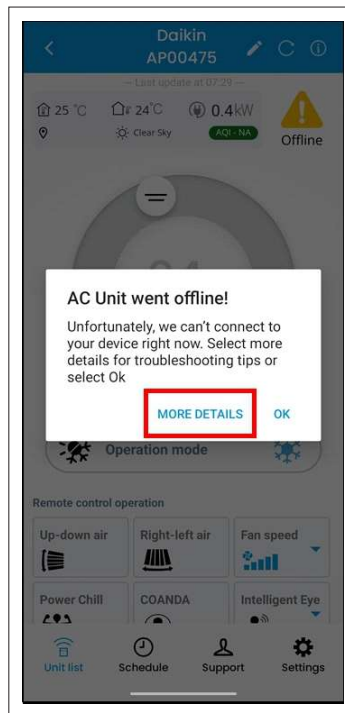 Daikin
AP00475
— Last update at 07:29 —
25 °C 24°C 0.4kW
Clear Sky AQI - NA Offline
AC Unit went offline!
Unfortunately, we can't connect to
your device right now. Select more
details for troubleshooting tips or
select Ok
MORE DETAILS OK
Operation mode
Remote control operation
Up-down air Right-left air Fan speed
Power Chill COANDA Intelligent Eye
Unit list Schedule Support Settings